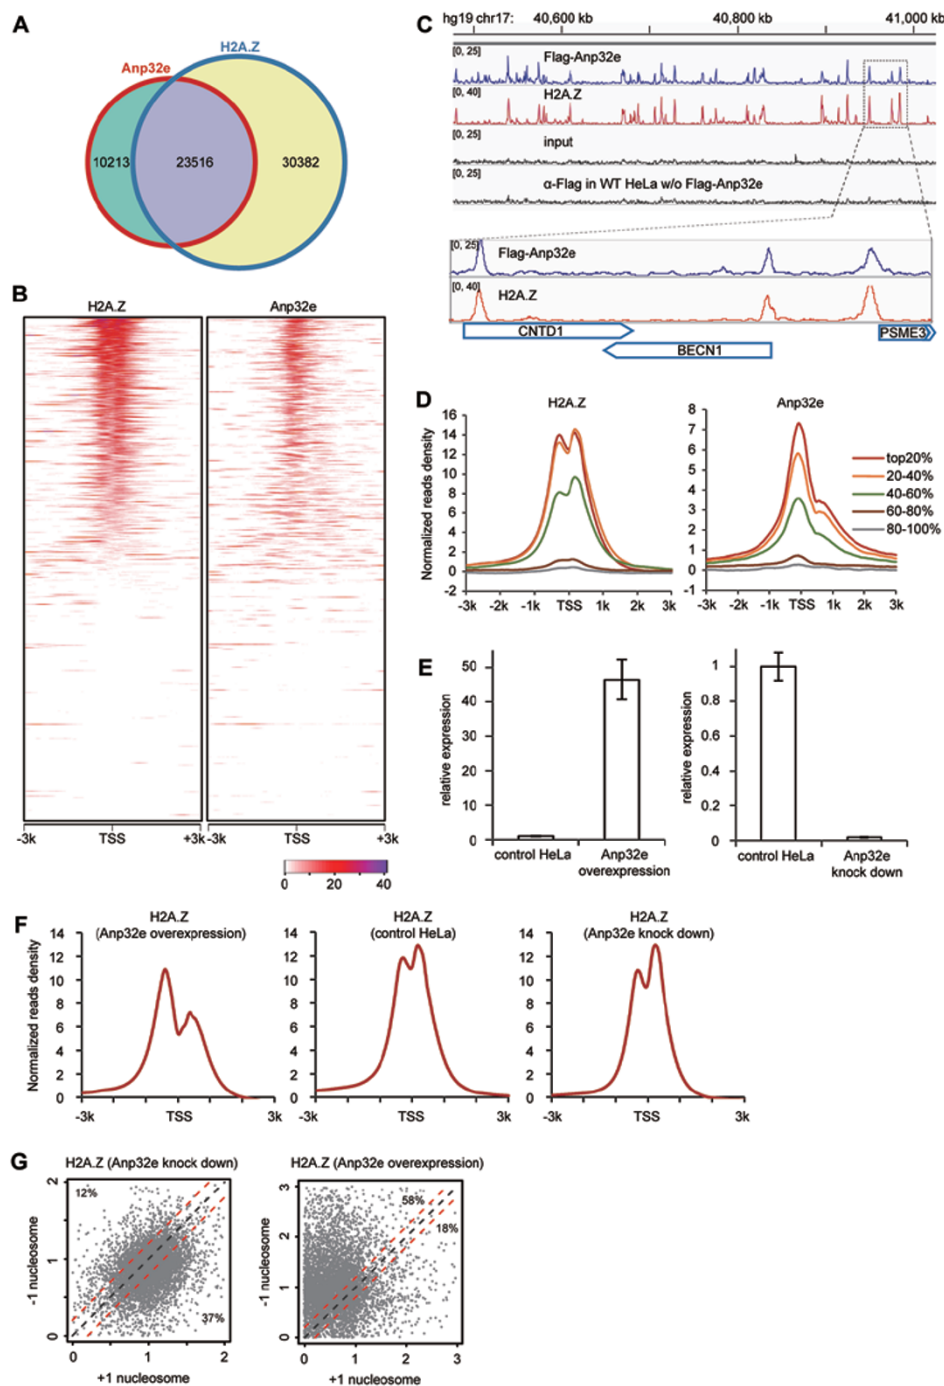 A
H2A.Z
Anp32e
10213
23516
30382
B
H2A.Z
Anp32e
-3k
TSS
+3k
-3k
TSS
+3k
0
20
40
C
hg19 chr17:
40,600 kb
40,800 kb
41,000 kb
[0, 25]
Flag-Anp32e
[0, 40]
H2A.Z
[0, 25]
input
[0, 25]
α-Flag in WT HeLa w/o Flag-Anp32e
[0, 25]
Flag-Anp32e
[0, 40]
H2A.Z
CNTD1
PSME3
BECN1
D
H2A.Z
Normalized reads density
16
14
12
10
8
6
4
2
0
-2
-3k
-2k
-1k
TSS
1k
2k
3k
Anp32e
8
7
6
5
4
3
2
1
0
-1
-3k
-2k
-1k
TSS
1k
2k
3k
top20%
20-40%
40-60%
60-80%
80-100%
E
relative expression
50
40
30
20
10
0
control HeLa
Anp32e
overexpression
relative expression
1
0.8
0.6
0.4
0.2
0
control HeLa
Anp32e
knock down
F
H2A.Z
(Anp32e overexpression)
Normalized reads density
14
12
10
8
6
4
2
0
-3k
TSS
3k
H2A.Z
(control HeLa)
14
12
10
8
6
4
2
0
-3k
TSS
3k
H2A.Z
(Anp32e knock down)
14
12
10
8
6
4
2
0
-3k
TSS
3k
G
H2A.Z (Anp32e knock down)
-1 nucleosome
2
1
0
12%
37%
0
1
2
+1 nucleosome
H2A.Z (Anp32e overexpression)
-1 nucleosome
3
2
1
0
58%
18%
0
1
2
3
+1 nucleosome